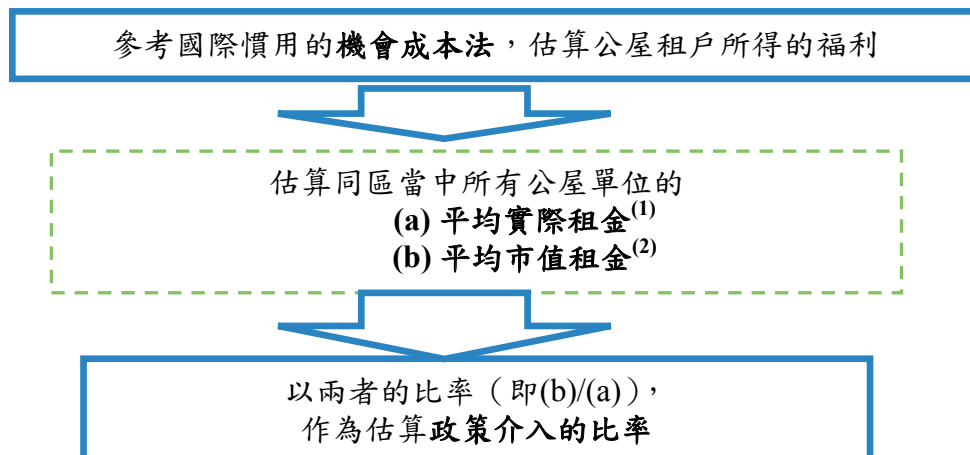 參考國際慣用的機會成本法，估算公屋租戶所得的福利
估算同區當中所有公屋單位的
(a) 平均實際租金(1)
(b) 平均市值租金(2)
以兩者的比率（即(b)/(a)），
作為估算政策介入的比率